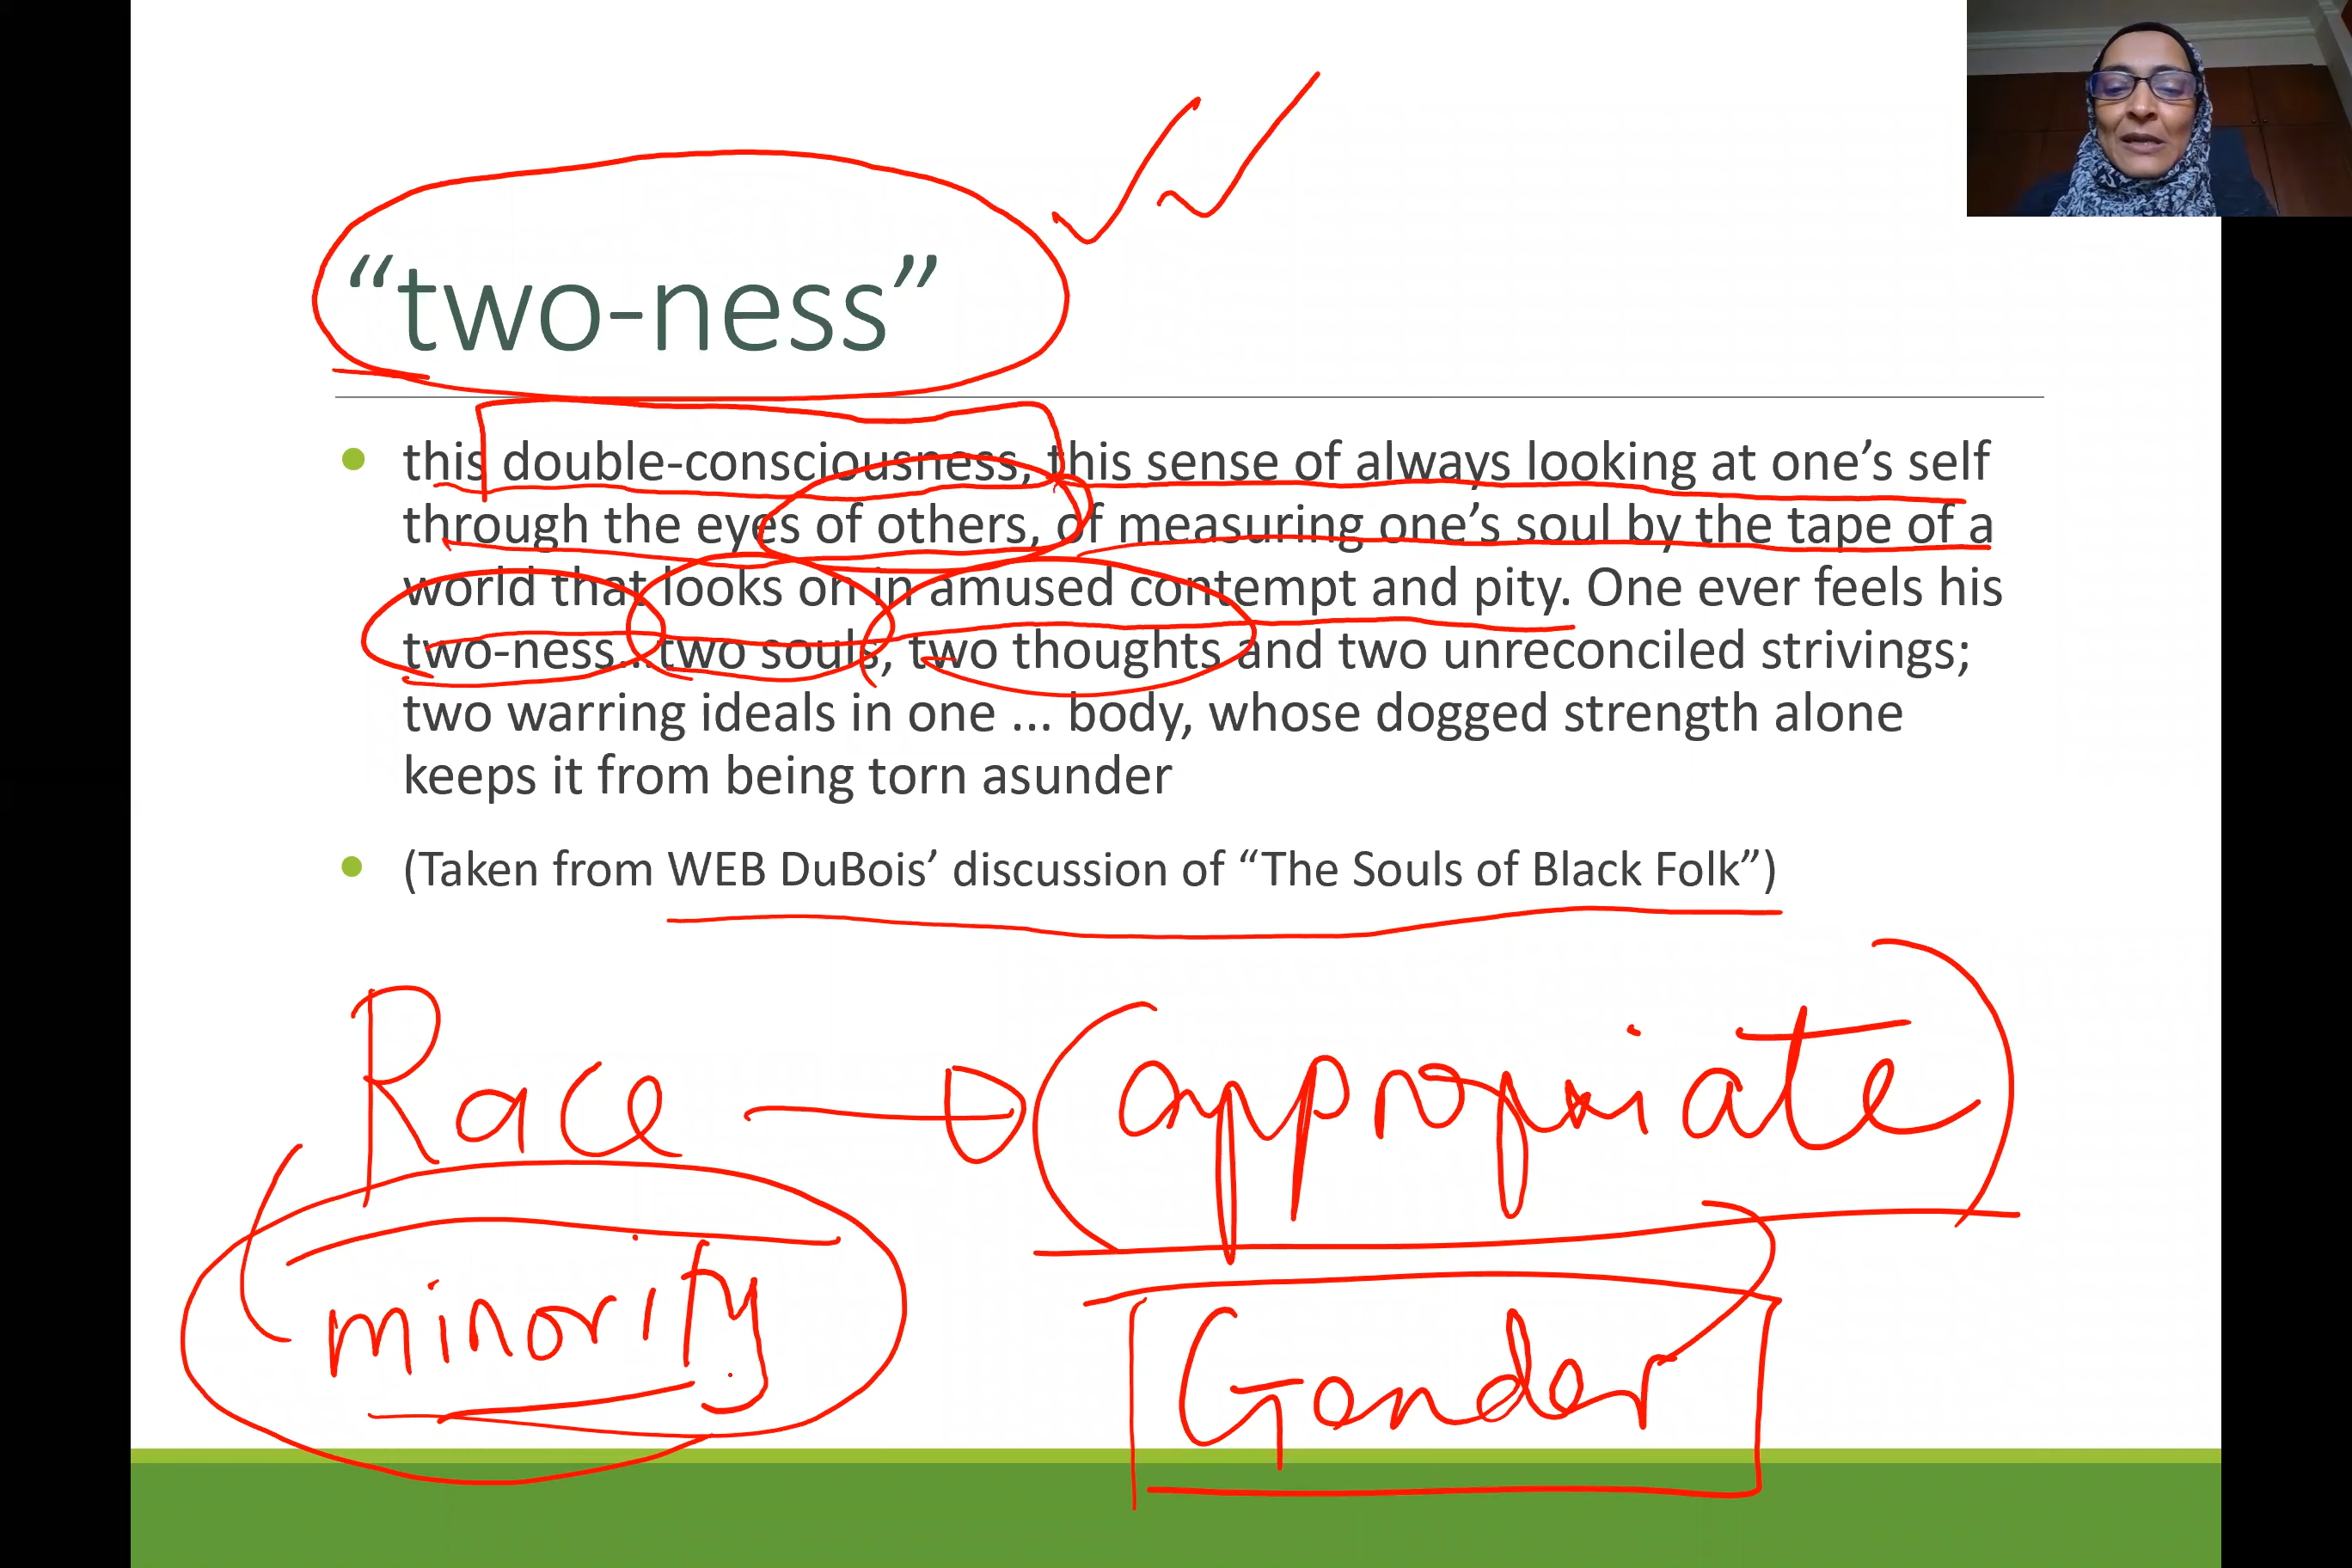 “two-ness”
this double-consciousness, this sense of always looking at one’s self
through the eyes of others, of measuring one’s soul by the tape of a
world that looks on in amused contempt and pity. One ever feels his
two-ness...two souls, two thoughts and two unreconciled strivings;
two warring ideals in one ... body, whose dogged strength alone
keeps it from being torn asunder
(Taken from WEB DuBois’ discussion of “The Souls of Black Folk”)
Race appropriate
minority Gender